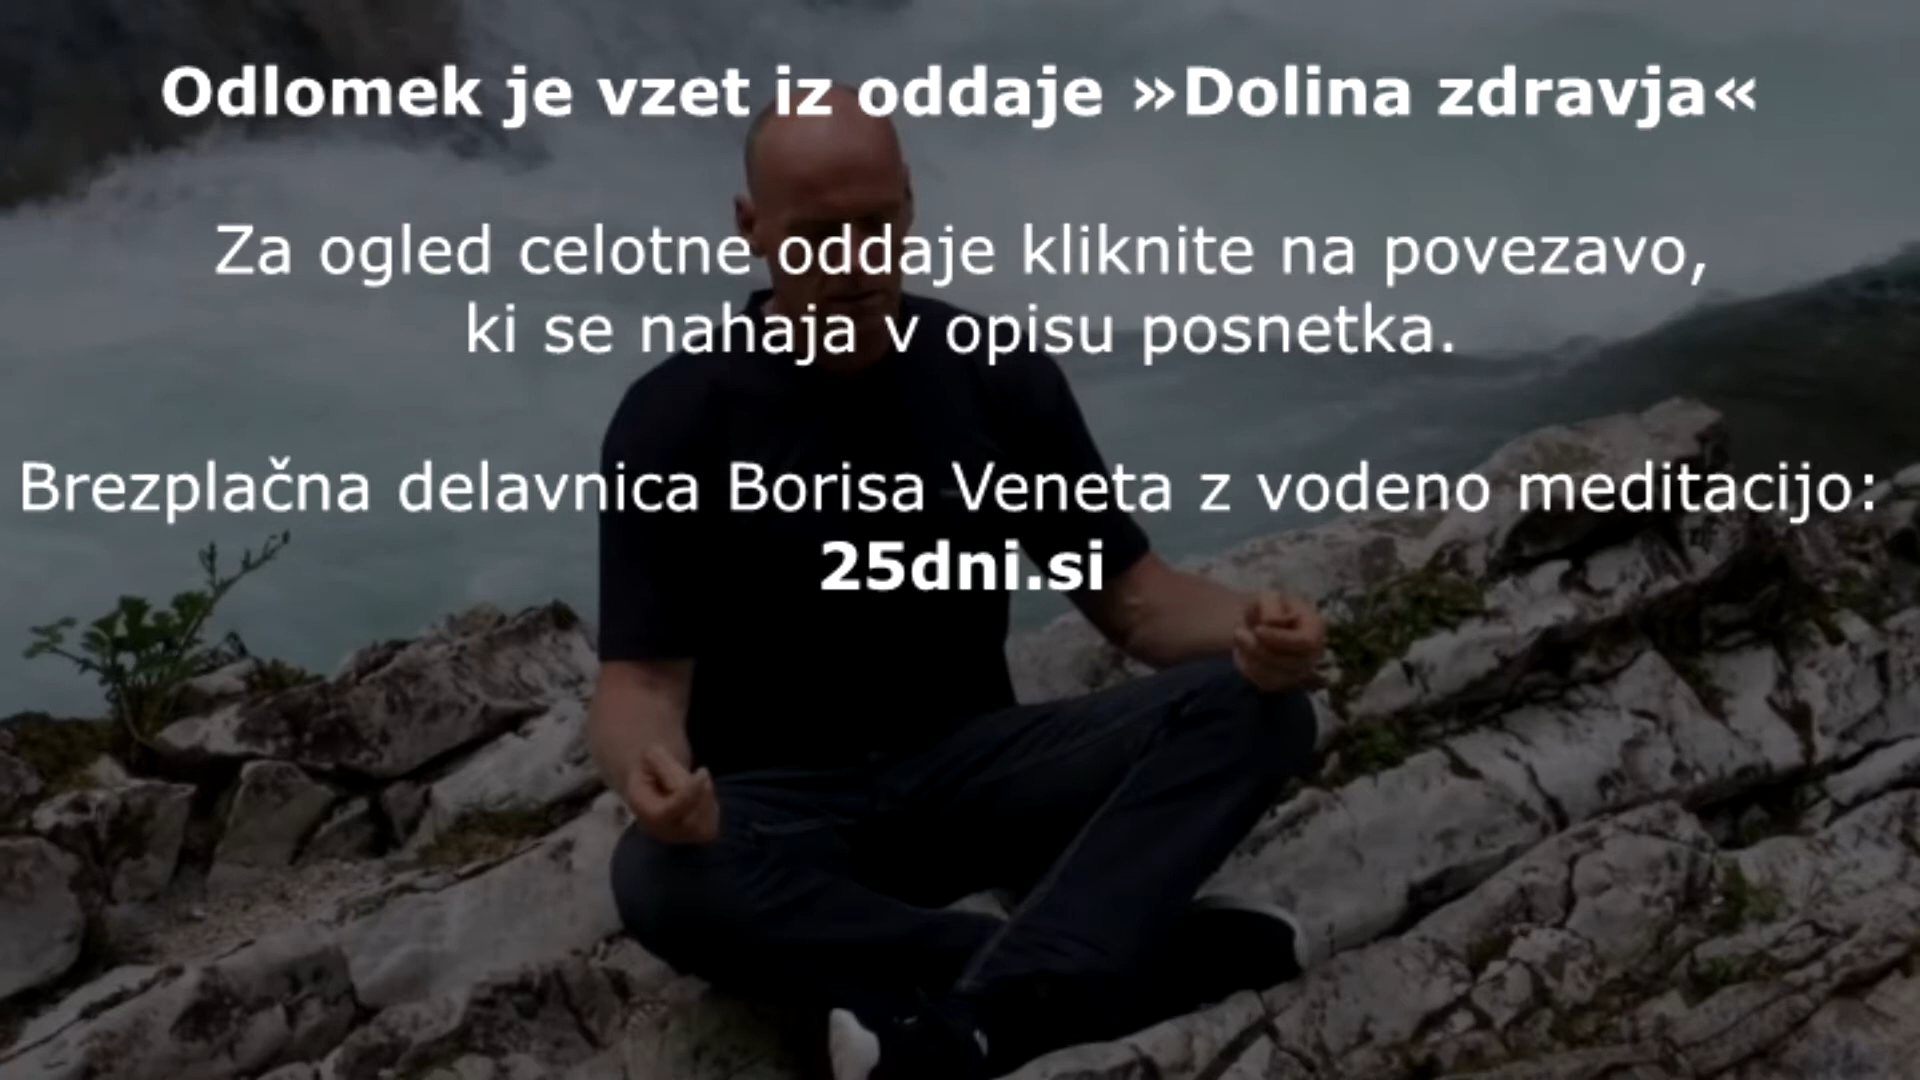 Odlomek je vzet iz oddaje »Dolina zdravja«
Za ogled celotne oddaje kliknite na povezavo,
ki se nahaja v opisu posnetka.
Brezplačna delavnica Borisa Veneta z vodeno meditacijo:
25dni.si